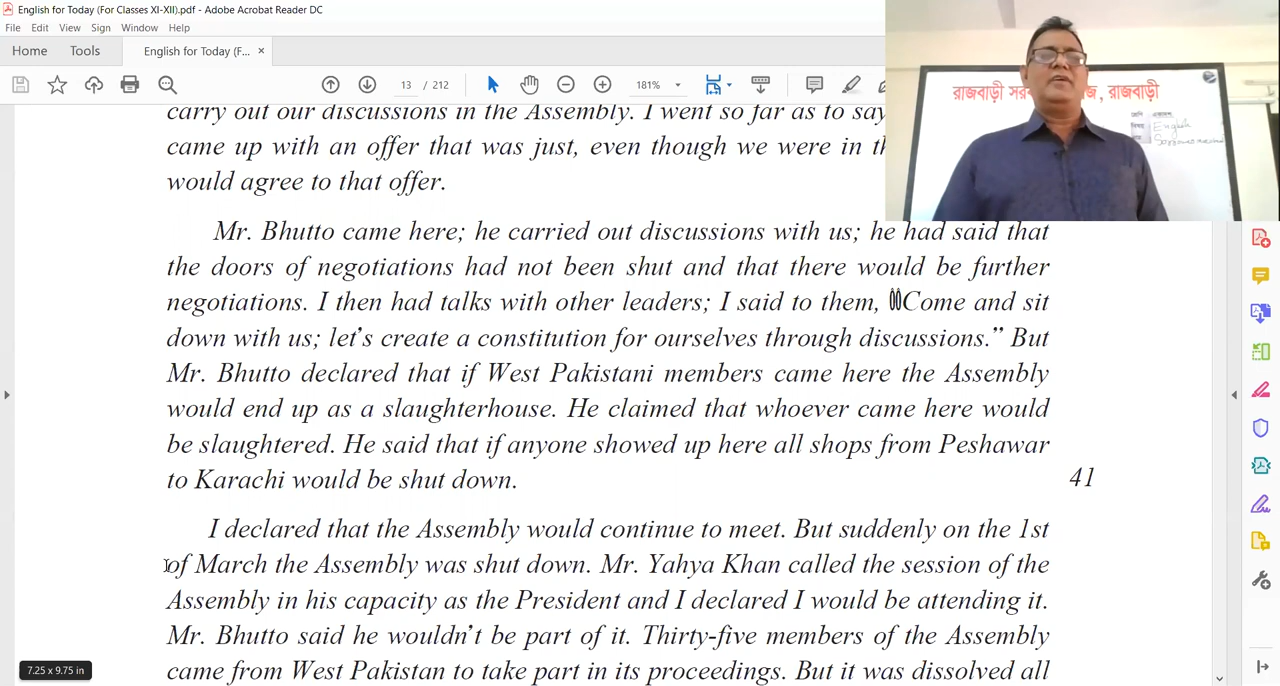 English for Today (For Classes XI-XII).pdf - Adobe Acrobat Reader DC
File Edit View Sign Window Help
Home Tools English for Today (F... ×
13 / 212 181%
carry out our discussions in the Assembly. I went so far as to say
came up with an offer that was just, even though we were in th
would agree to that offer.
Mr. Bhutto came here; he carried out discussions with us; he had said that
the doors of negotiations had not been shut and that there would be further
negotiations. I then had talks with other leaders; I said to them, ÒCome and sit
down with us; let's create a constitution for ourselves through discussions.” But
Mr. Bhutto declared that if West Pakistani members came here the Assembly
would end up as a slaughterhouse. He claimed that whoever came here would
be slaughtered. He said that if anyone showed up here all shops from Peshawar
to Karachi would be shut down.
41
I declared that the Assembly would continue to meet. But suddenly on the 1st
of March the Assembly was shut down. Mr. Yahya Khan called the session of the
Assembly in his capacity as the President and I declared I would be attending it.
Mr. Bhutto said he wouldn't be part of it. Thirty-five members of the Assembly
came from West Pakistan to take part in its proceedings. But it was dissolved all
7.25 x 9.75 in
রাজবাড়ী সর জ, রাজবাড়ী
English